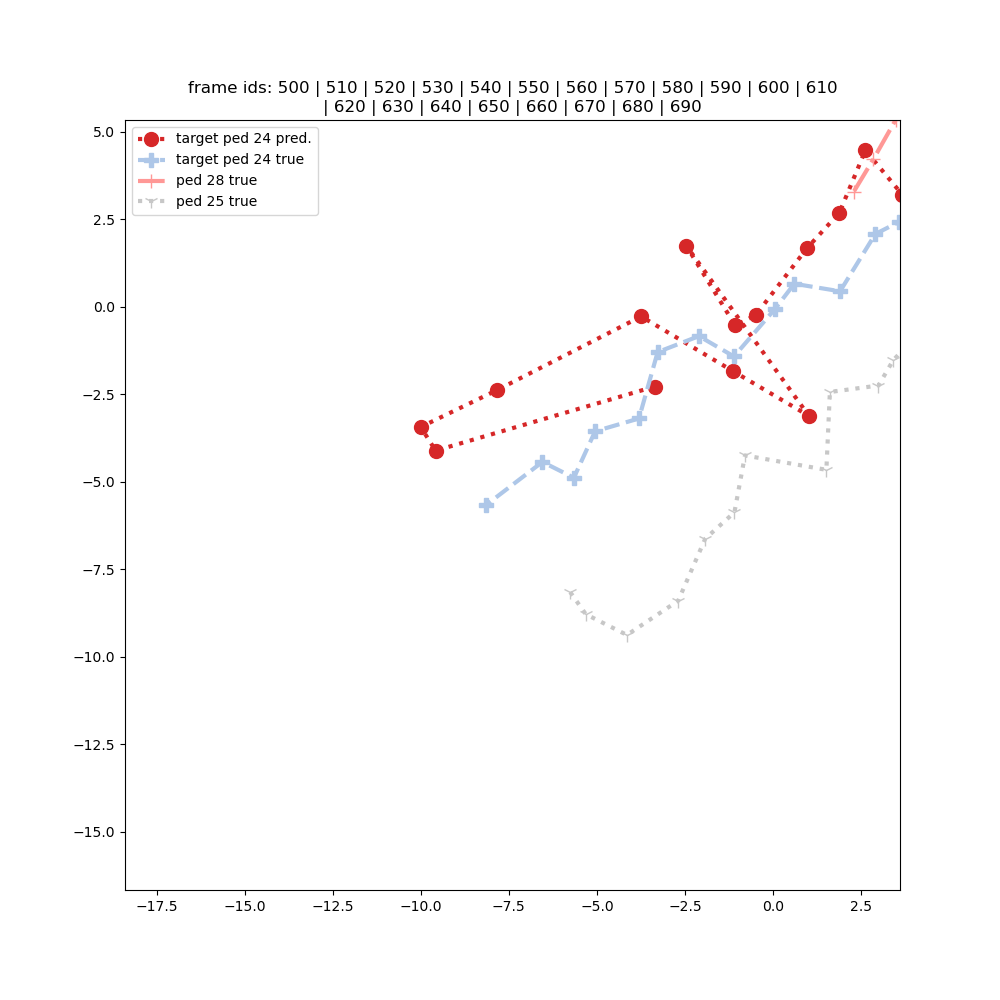 frame ids: 500 | 510 | 520 | 530 | 540 | 550 | 560 | 570 | 580 | 590 | 600 | 610
| 620 | 630 | 640 | 650 | 660 | 670 | 680 | 690
target ped 24 pred.
target ped 24 true
ped 28 true
ped 25 true
5.0
2.5
0.0
−2.5
−5.0
−7.5
−10.0
−12.5
−15.0
−17.5 −15.0 −12.5 −10.0 −7.5 −5.0 −2.5 0.0 2.5